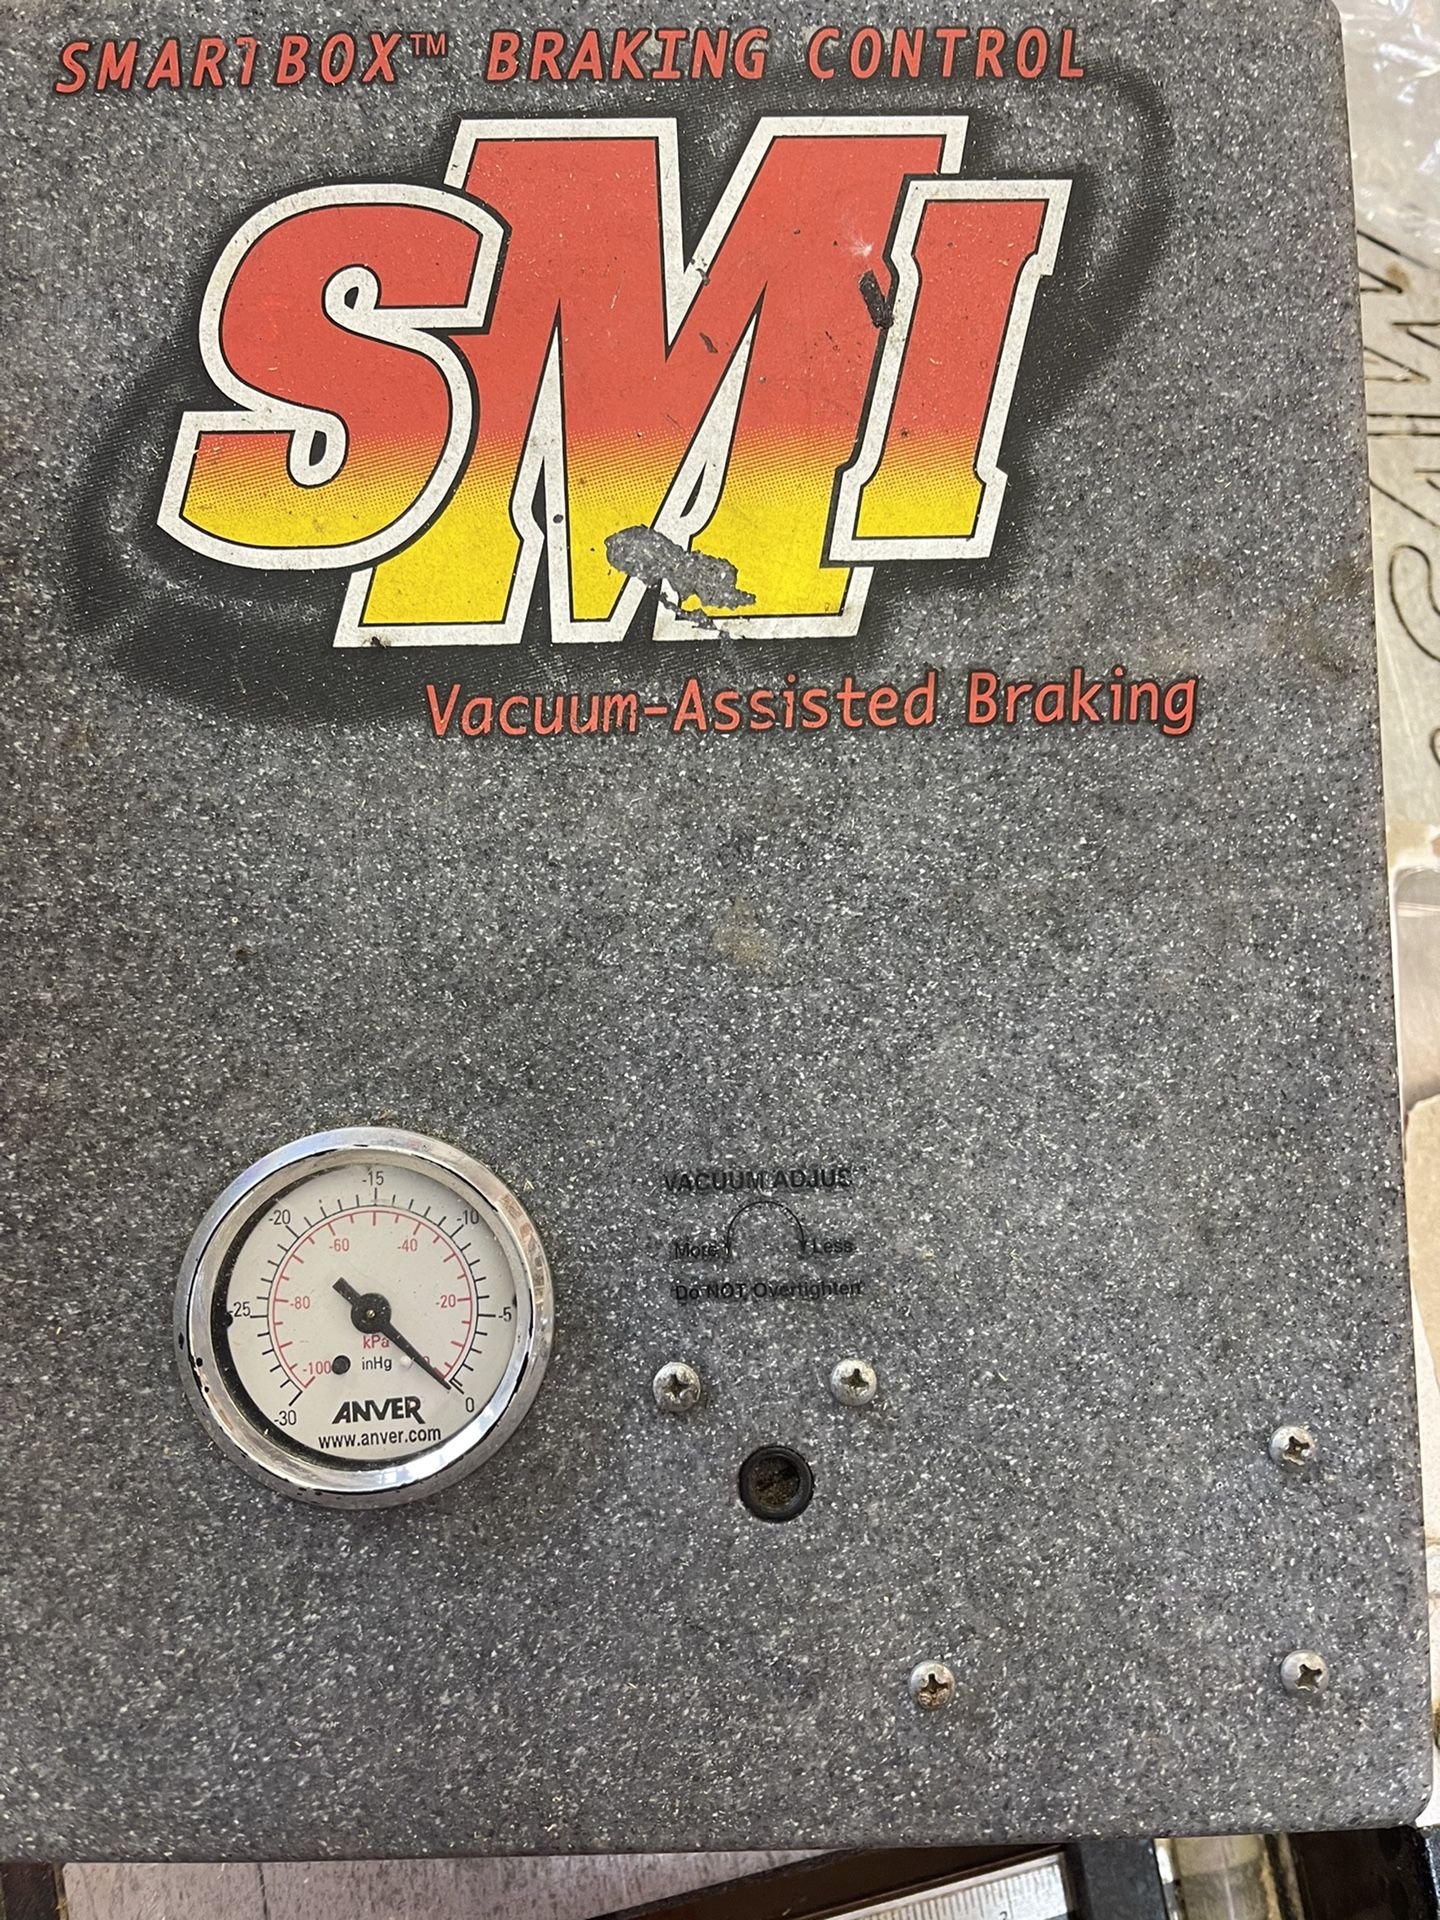 SMARTBOX™ BRAKING CONTROL
SMI
Vacuum-Assisted Braking
VACUUM ADJUS
More Less
Do NOT Overtighten
-15
-20 -10
-60 -40
-25 -80 -20 -5
kPa
-100 inHg 0
-30 ANVER 0
www.anver.com